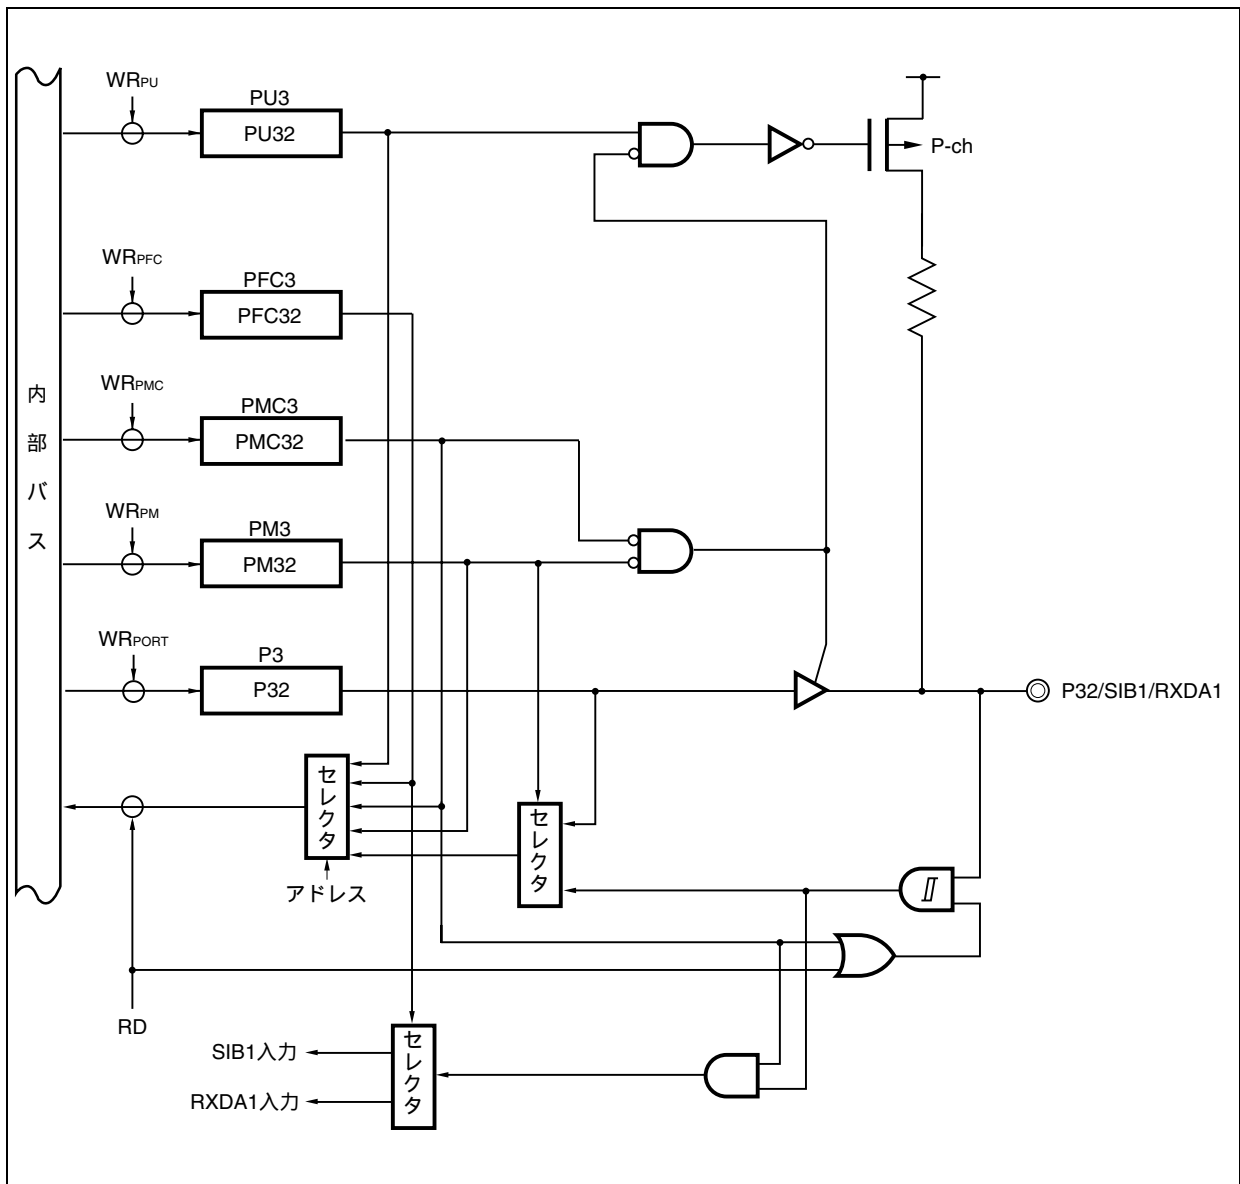 WRPU
PU3
PU32
P-ch
WRPFC
PFC3
PFC32
WRPMC
PMC3
PMC32
内部バス
WRPM
PM3
PM32
WRPORT
P3
P32
P32/SIB1/RXDA1
セレクタ
セレクタ
アドレス
RD
セレクタ
SIB1入力
RXDA1入力